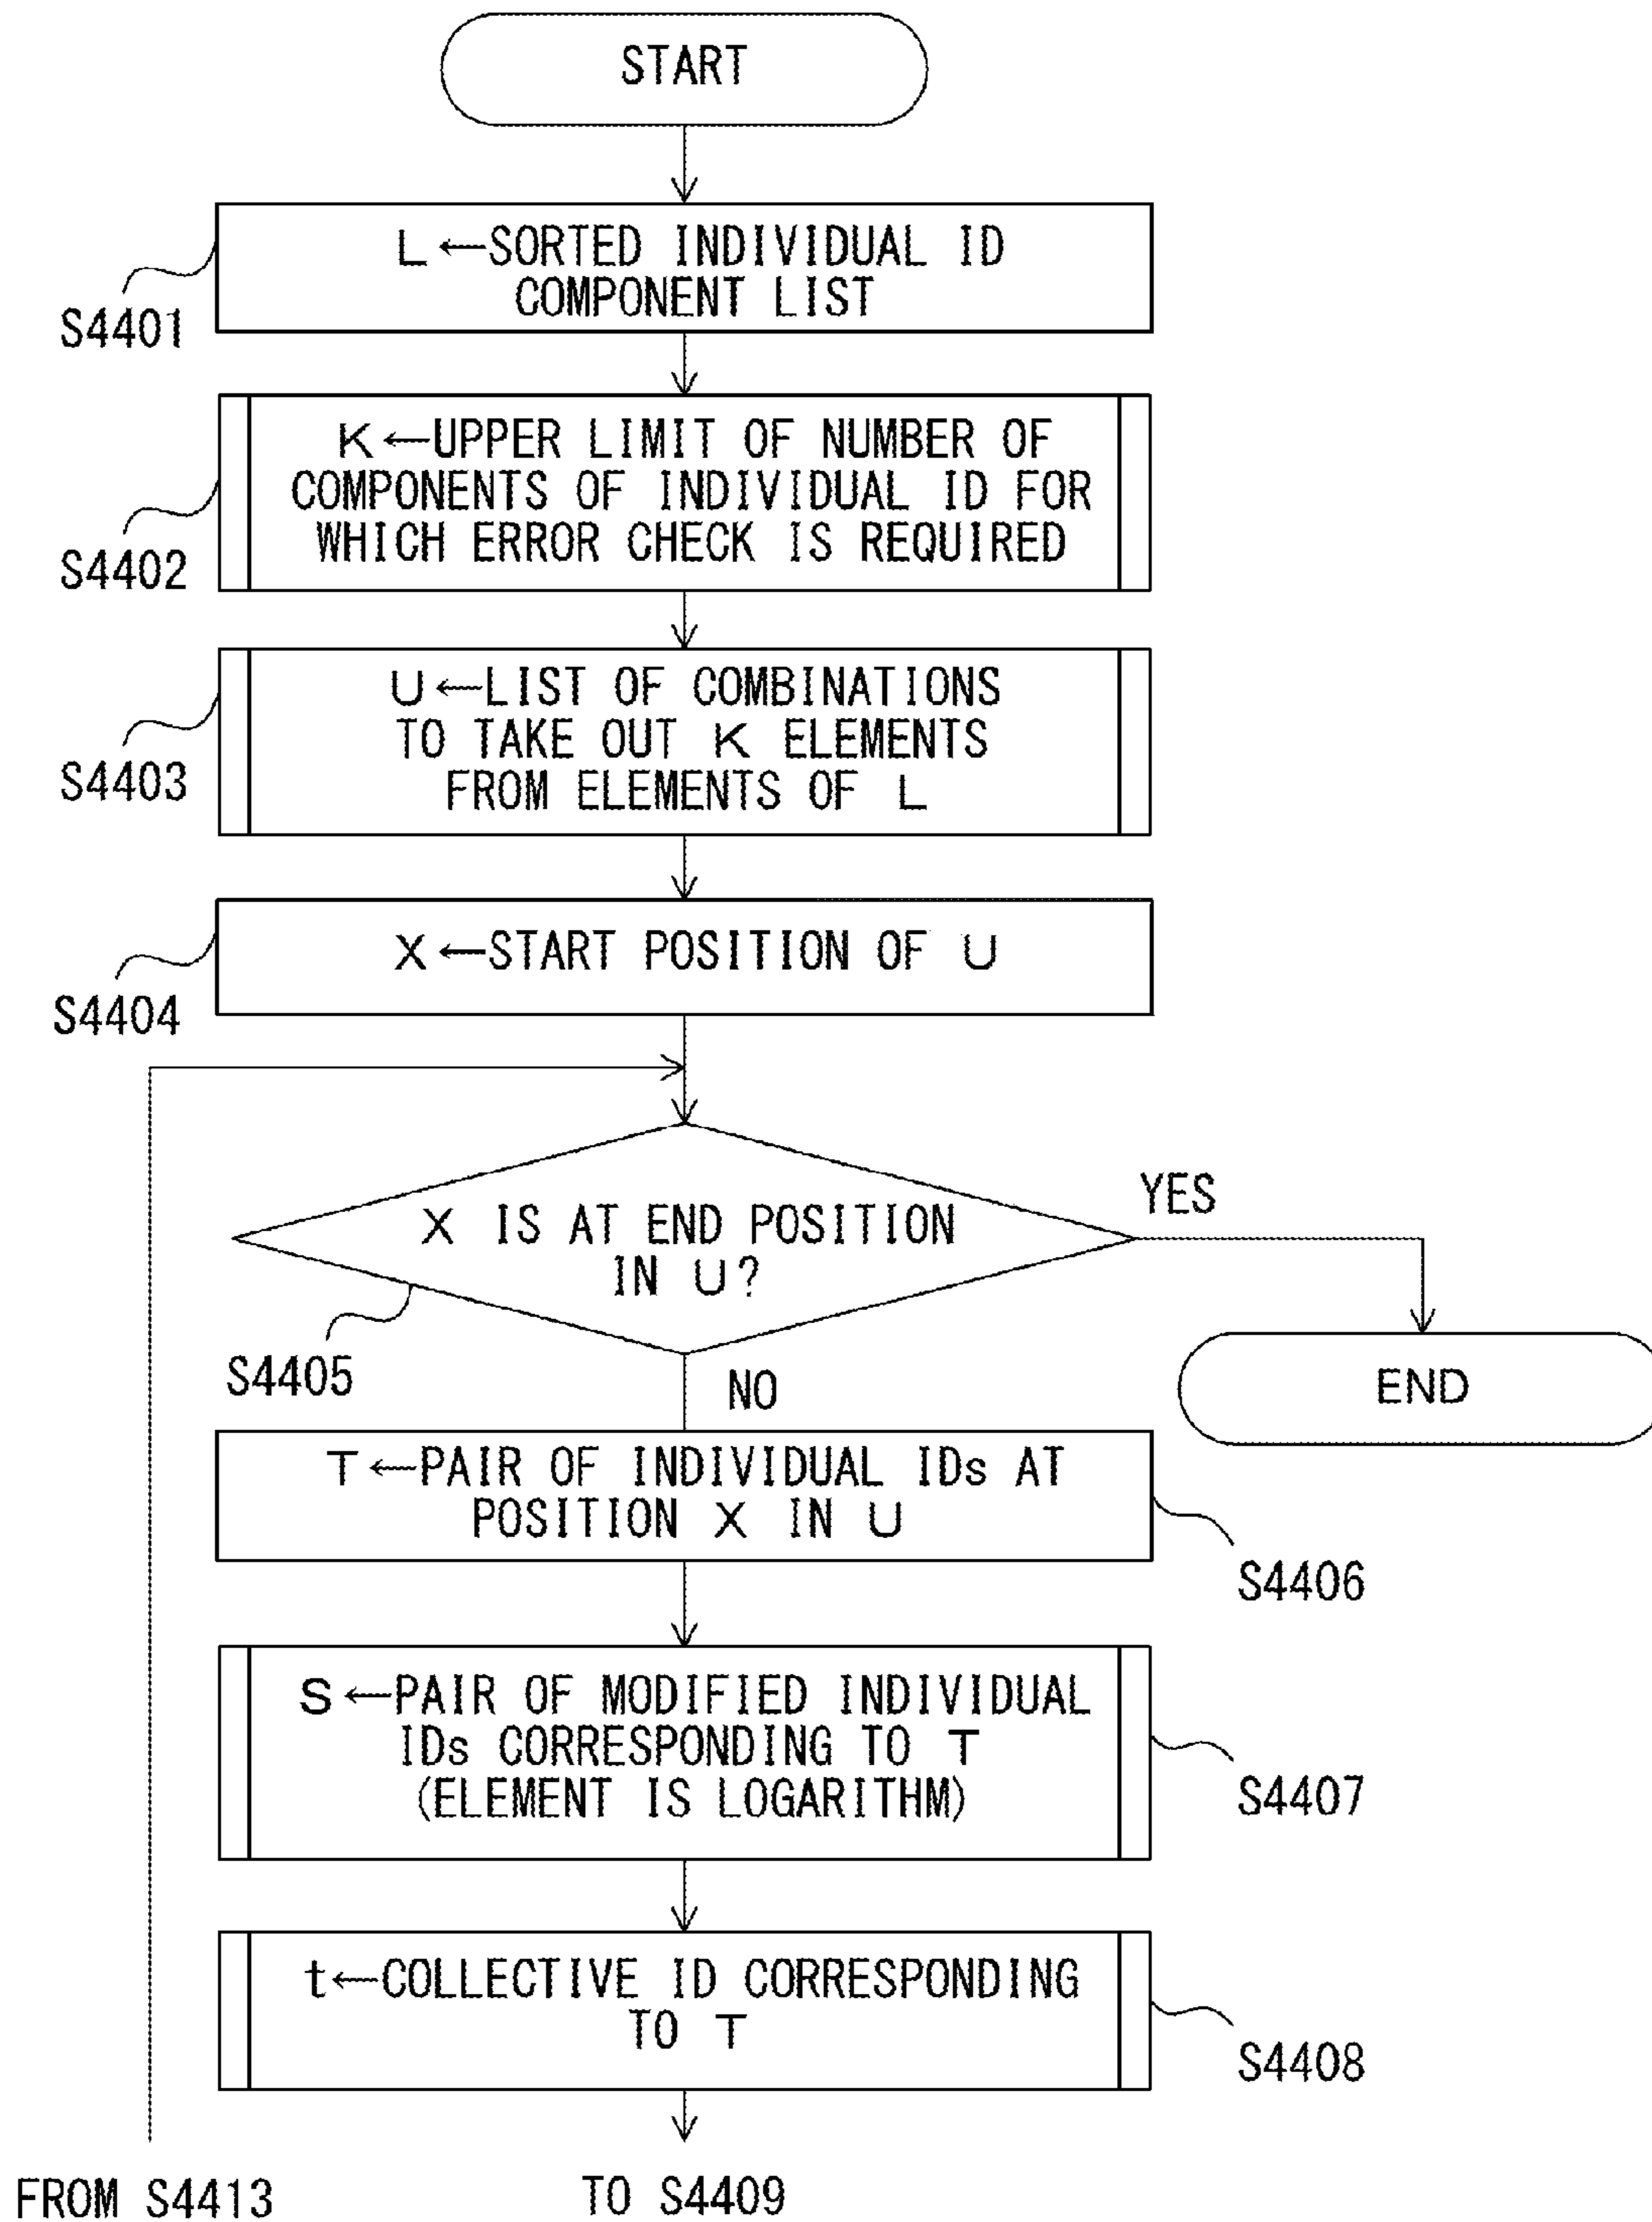 START
L←SORTED INDIVIDUAL ID
COMPONENT LIST
S4401
K←UPPER LIMIT OF NUMBER OF
COMPONENTS OF INDIVIDUAL ID FOR
WHICH ERROR CHECK IS REQUIRED
S4402
U←LIST OF COMBINATIONS
TO TAKE OUT K ELEMENTS
FROM ELEMENTS OF L
S4403
X←START POSITION OF U
S4404
X IS AT END POSITION
IN U?
YES
S4405
NO
END
T←PAIR OF INDIVIDUAL IDs AT
POSITION X IN U
S4406
S←PAIR OF MODIFIED INDIVIDUAL
IDs CORRESPONDING TO T
(ELEMENT IS LOGARITHM)
S4407
t←COLLECTIVE ID CORRESPONDING
TO T
S4408
FROM S4413
TO S4409